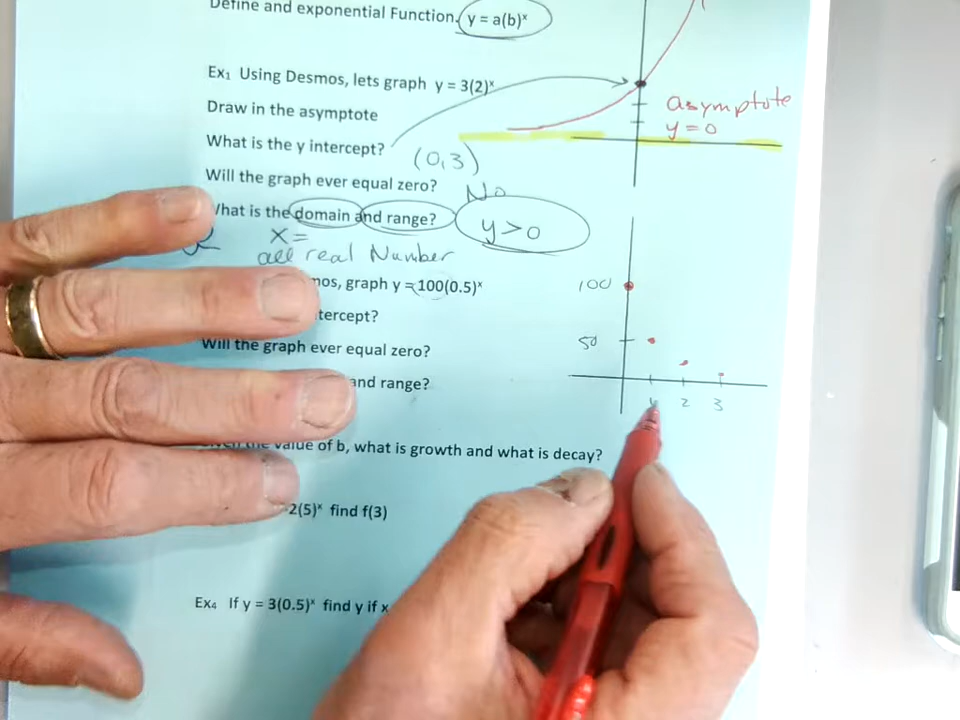 Define and exponential Function. y = a(b)ˣ
Ex₁ Using Desmos, lets graph y = 3(2)ˣ
Draw in the asymptote
asymptote
y = 0
What is the y intercept? (0,3)
Will the graph ever equal zero? No
What is the domain and range? y>0
x =
all real Number
mos, graph y = 100(0.5)ˣ
100
tercept?
50
Will the graph ever equal zero?
and range?
1 2 3
the value of b, what is growth and what is decay?
2(5)ˣ find f(3)
Ex₄ If y = 3(0.5)ˣ find y if x